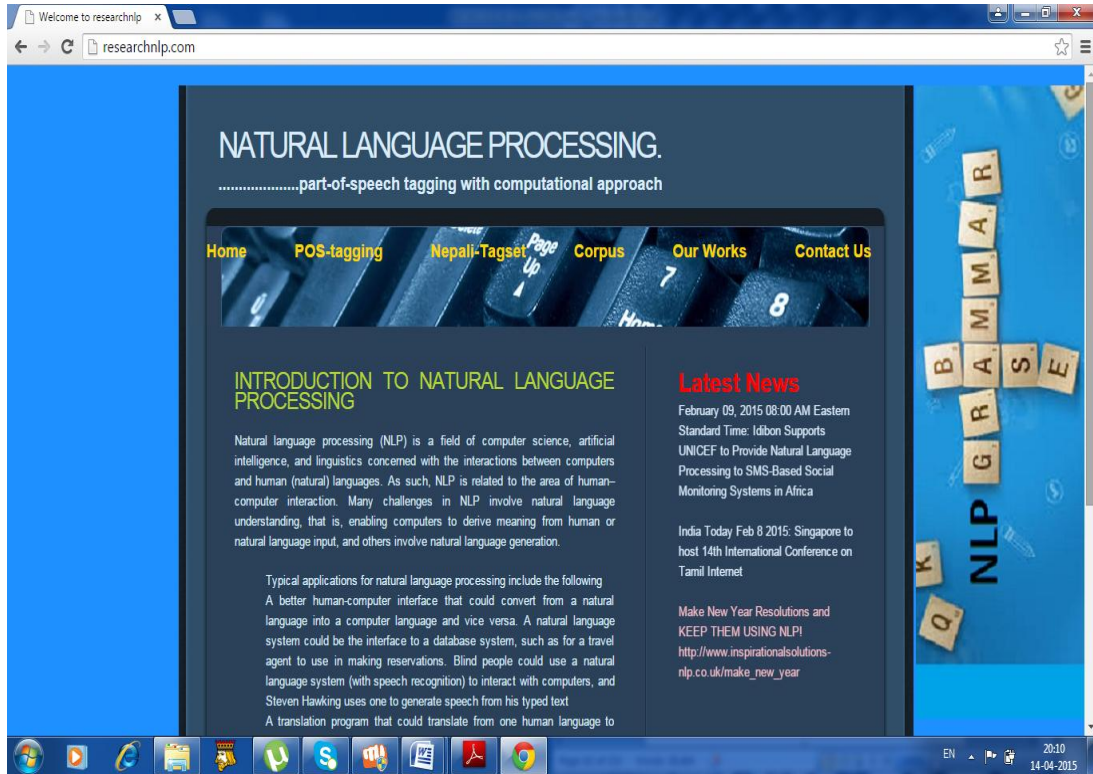 Welcome to researchnlp
researchnlp.com
NATURAL LANGUAGE PROCESSING.
....................part-of-speech tagging with computational approach
Home POS-tagging Nepali-Tagset Corpus Our Works Contact Us
Delete
Page
Up
7
Home
8
INTRODUCTION TO NATURAL LANGUAGE
PROCESSING
Natural language processing (NLP) is a field of computer science, artificial
intelligence, and linguistics concerned with the interactions between computers
and human (natural) languages. As such, NLP is related to the area of human–
computer interaction. Many challenges in NLP involve natural language
understanding, that is, enabling computers to derive meaning from human or
natural language input, and others involve natural language generation.
Typical applications for natural language processing include the following
A better human-computer interface that could convert from a natural
language into a computer language and vice versa. A natural language
system could be the interface to a database system, such as for a travel
agent to use in making reservations. Blind people could use a natural
language system (with speech recognition) to interact with computers, and
Steven Hawking uses one to generate speech from his typed text
A translation program that could translate from one human language to
Latest News
February 09, 2015 08:00 AM Eastern
Standard Time: Idibon Supports
UNICEF to Provide Natural Language
Processing to SMS-Based Social
Monitoring Systems in Africa
India Today Feb 8 2015: Singapore to
host 14th International Conference on
Tamil Internet
Make New Year Resolutions and
KEEP THEM USING NLP!
http://www.inspirationalsolutions-
nlp.co.uk/make_new_year
NLP GRAMMAR
BASE
K
Q
EN 20:10
14-04-2015